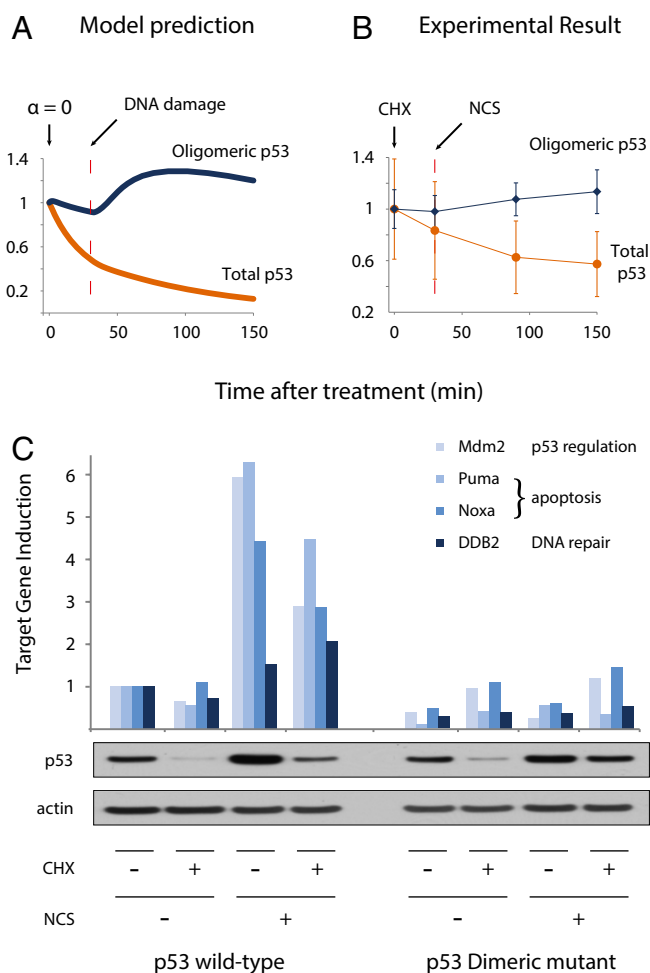 A Model prediction
α = 0
DNA damage
Oligomeric p53
Total p53
1.4
1
0.6
0.2
0 50 100 150
B Experimental Result
CHX
NCS
Oligomeric p53
Total
p53
1.4
1
0.6
0.2
0 50 100 150
Time after treatment (min)
C
Target Gene Induction
6
5
4
3
2
1
Mdm2 p53 regulation
Puma
Noxa
} apoptosis
DDB2 DNA repair
p53
actin
CHX - + - + - + - +
NCS - + - +
p53 wild-type p53 Dimeric mutant